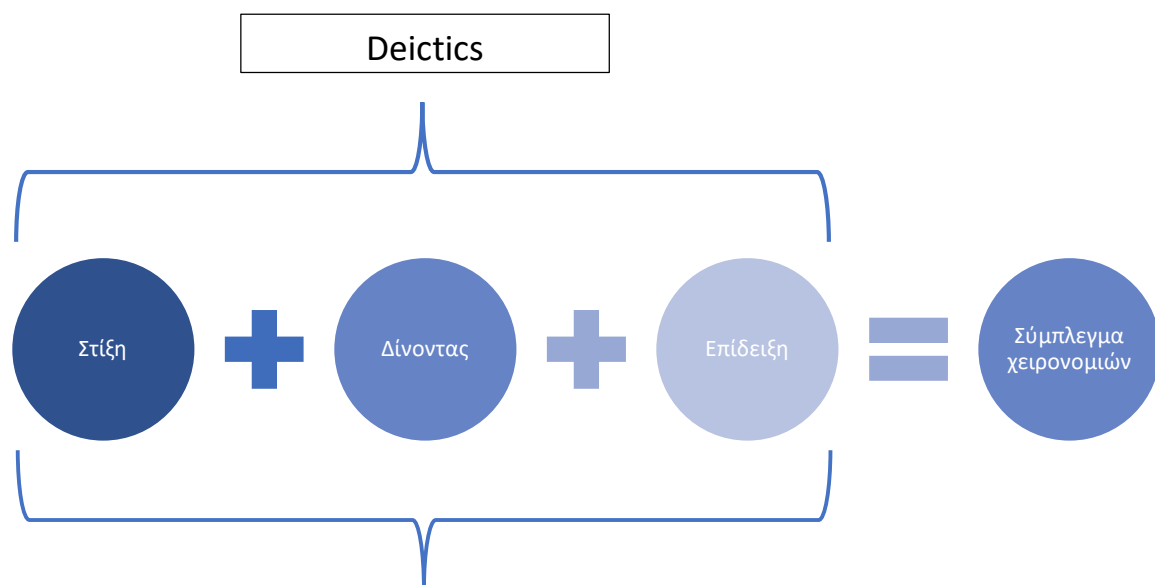 Deictics
Στίξη
Δίνοντας
Επίδειξη
Σύμπλεγμα
χειρονομιών